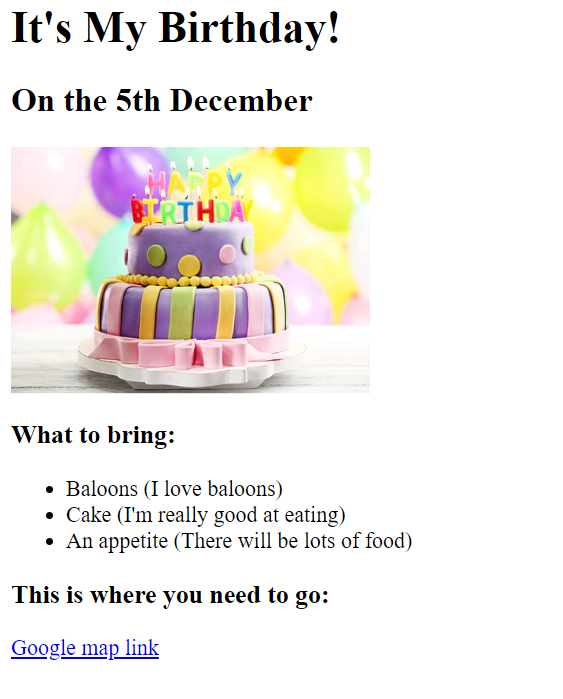 It's My Birthday!
On the 5th December
HAPPY
BIRTHDAY
What to bring:
Baloons (I love baloons)
Cake (I'm really good at eating)
An appetite (There will be lots of food)
This is where you need to go:
Google map link